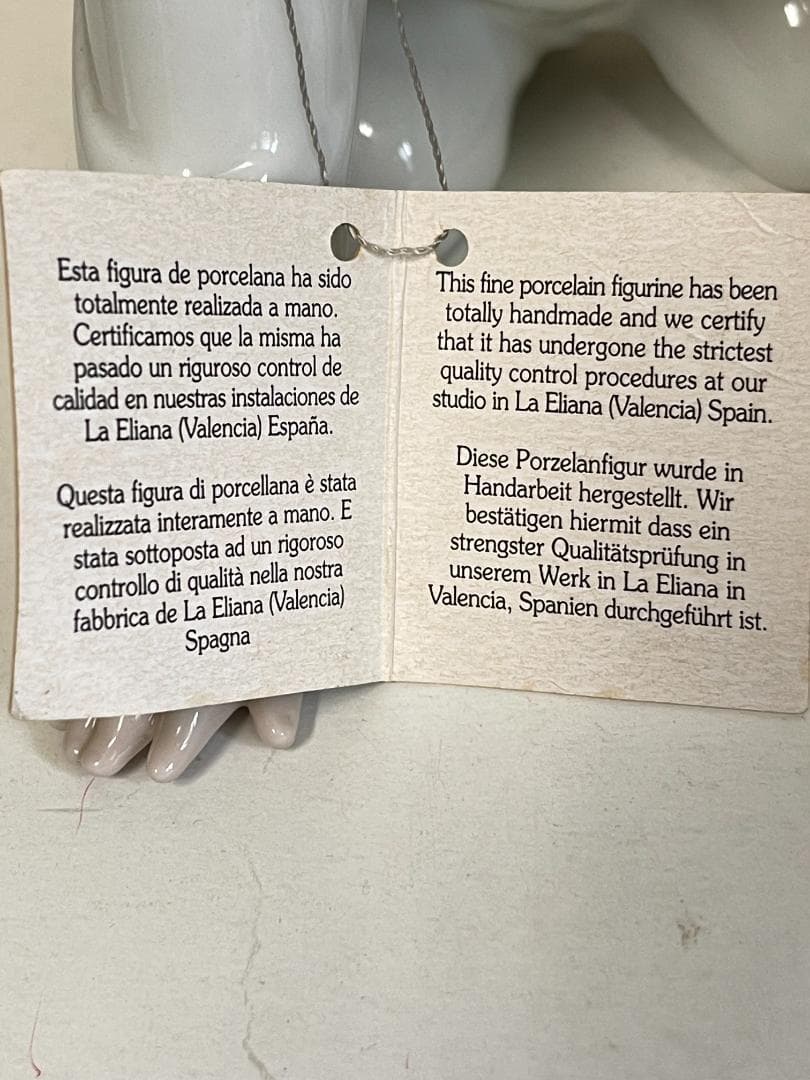 Esta figura de porcelana ha sido
totalmente realizada a mano.
Certificamos que la misma ha
pasado un riguroso control de
calidad en nuestras instalaciones de
La Eliana (Valencia) España.
Questa figura di porcellana è stata
realizzata interamente a mano. E
stata sottoposta ad un rigoroso
controllo di qualità nella nostra
fabbrica de La Eliana (Valencia)
Spagna
This fine porcelain figurine has been
totally handmade and we certify
that it has undergone the strictest
quality control procedures at our
studio in La Eliana (Valencia) Spain.
Diese Porzelanfigur wurde in
Handarbeit hergestellt. Wir
bestätigen hiermit dass ein
strengster Qualitätsprüfung in
unserem Werk in La Eliana in
Valencia, Spanien durchgeführt ist.